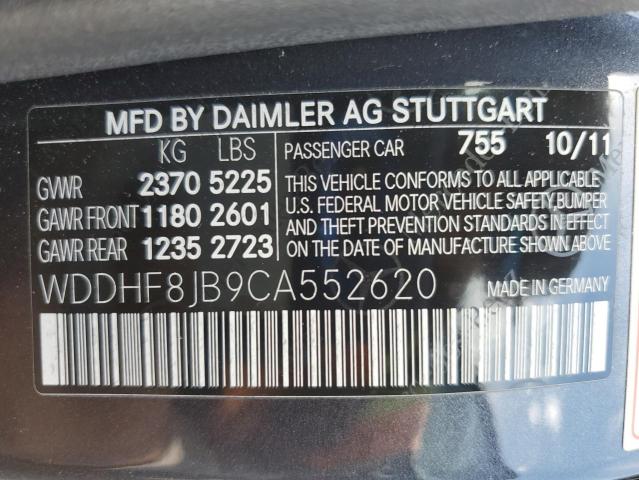 MFD BY DAIMLER AG STUTTGART
KG LBS PASSENGER CAR 755 10/11
GVWR 2370 5225
GAWR FRONT 1180 2601
GAWR REAR 1235 2723
THIS VEHICLE CONFORMS TO ALL APPLICABLE
U.S. FEDERAL MOTOR VEHICLE SAFETY, BUMPER
AND THEFT PREVENTION STANDARDS IN EFFECT
ON THE DATE OF MANUFACTURE SHOWN ABOVE.
WDDHF8JB9CA552620 MADE IN GERMANY